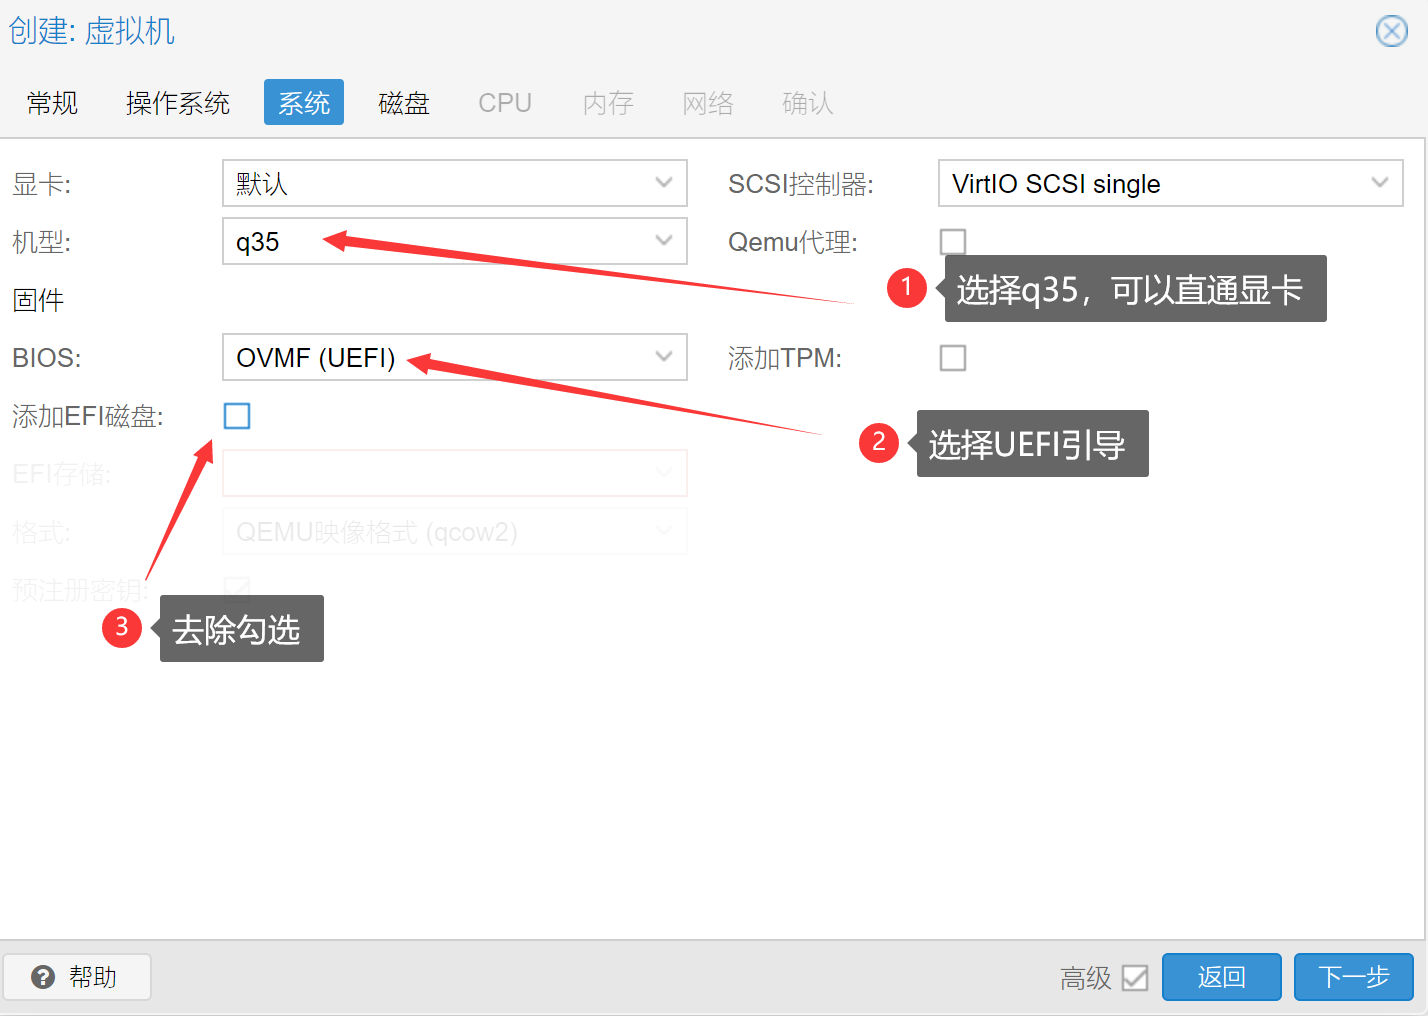 创建: 虚拟机
常规 操作系统 系统 磁盘 CPU 内存 网络 确认
显卡: 默认 SCSI控制器: VirtIO SCSI single
机型: q35 Qemu代理:
1 选择q35，可以直通显卡
固件
BIOS: OVMF (UEFI) 添加TPM:
添加EFI磁盘:
2 选择UEFI引导
EFI存储:
格式: QEMU映像格式 (qcow2)
预注册密钥:
3 去除勾选
帮助 高级 返回 下一步